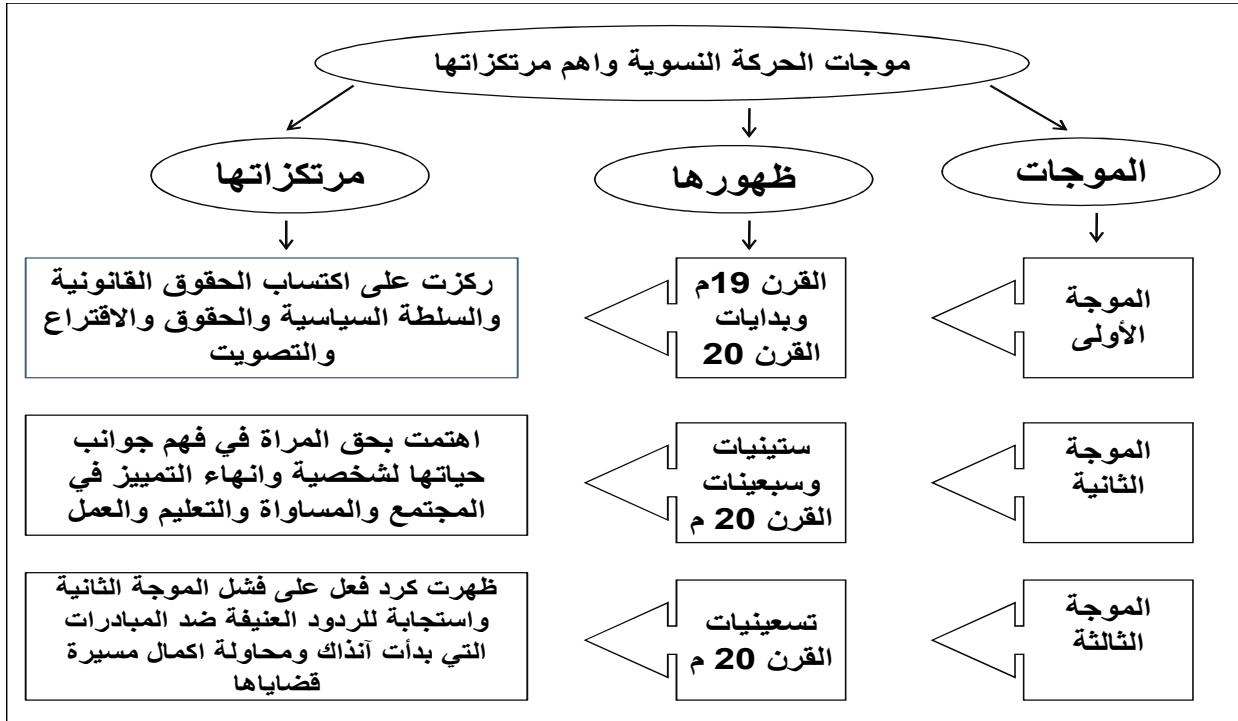 موجات الحركة النسوية واهم مرتكزاتها
الموجات
ظهورها
مرتكزاتها
الموجة
الأولى
القرن 19م
وبدايات
القرن 20
ركزت على اكتساب الحقوق القانونية
والسلطة السياسية والحقوق والاقتراع
والتصويت
الموجة
الثانية
ستينيات
وسبعينات
القرن 20 م
اهتمت بحق المراة في فهم جوانب
حياتها لشخصية وانهاء التمييز في
المجتمع والمساواة والتعليم والعمل
الموجة
الثالثة
تسعينيات
القرن 20 م
ظهرت كرد فعل على فشل الموجة الثانية
واستجابة للردود العنيفة ضد المبادرات
التي بدأت آنذاك ومحاولة اكمال مسيرة
قضاياها